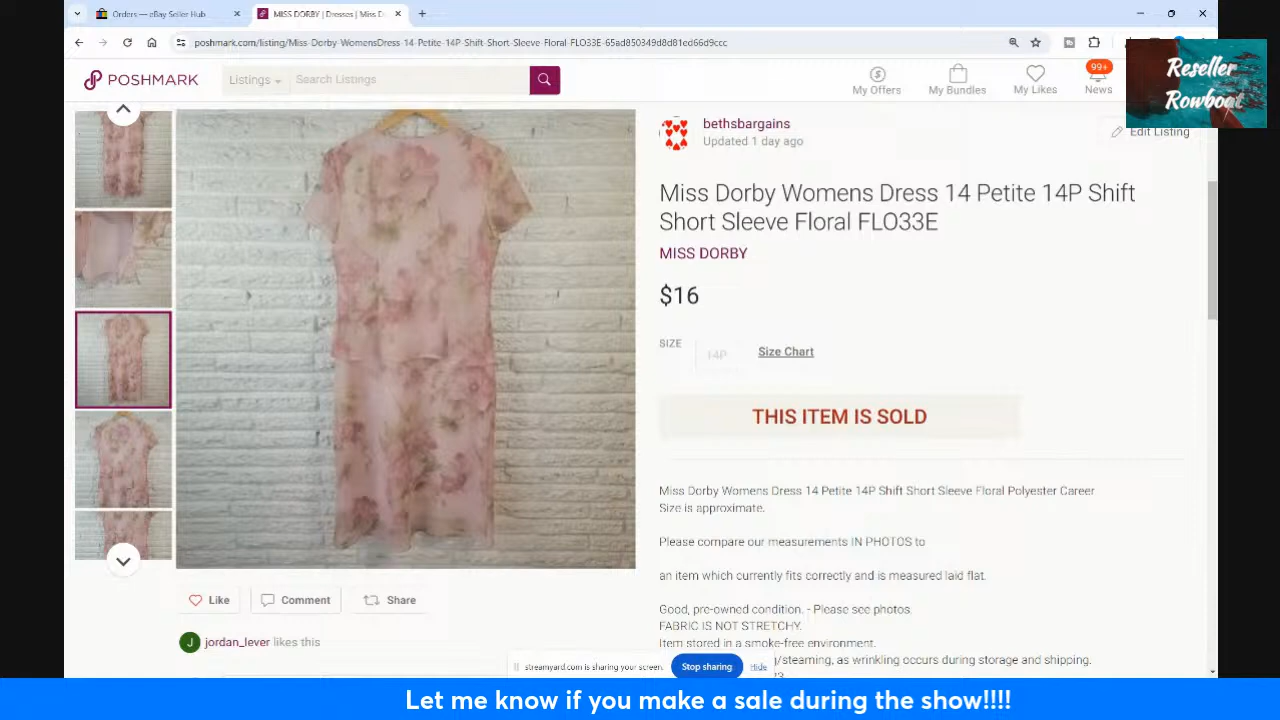 Orders — eBay Seller Hub
MISS DORBY | Dresses | Miss Do
poshmark.com/listing/Miss-Dorby-WomensDress-14-Petite-14P-Shift-Short-Sleeve-Floral-FLO33E-65ad850349d8d81ed66d9ccc
POSHMARK
Listings
Search Listings
My Offers
My Bundles
My Likes
99+
News
Reseller
Rowboat
bethsbargains
Updated 1 day ago
Edit Listing
Miss Dorby Womens Dress 14 Petite 14P Shift
Short Sleeve Floral FLO33E
MISS DORBY
$16
SIZE
14P
Size Chart
THIS ITEM IS SOLD
Miss Dorby Womens Dress 14 Petite 14P Shift Short Sleeve Floral Polyester Career
Size is approximate.
Please compare our measurements IN PHOTOS to
an item which currently fits correctly and is measured laid flat.
Good, pre-owned condition. - Please see photos.
FABRIC IS NOT STRETCHY.
Item stored in a smoke-free environment.
g/steaming, as wrinkling occurs during storage and shipping.
Like
Comment
Share
J
jordan_lever likes this
streamyard.com is sharing your screen.
Stop sharing
Hide
Let me know if you make a sale during the show!!!!